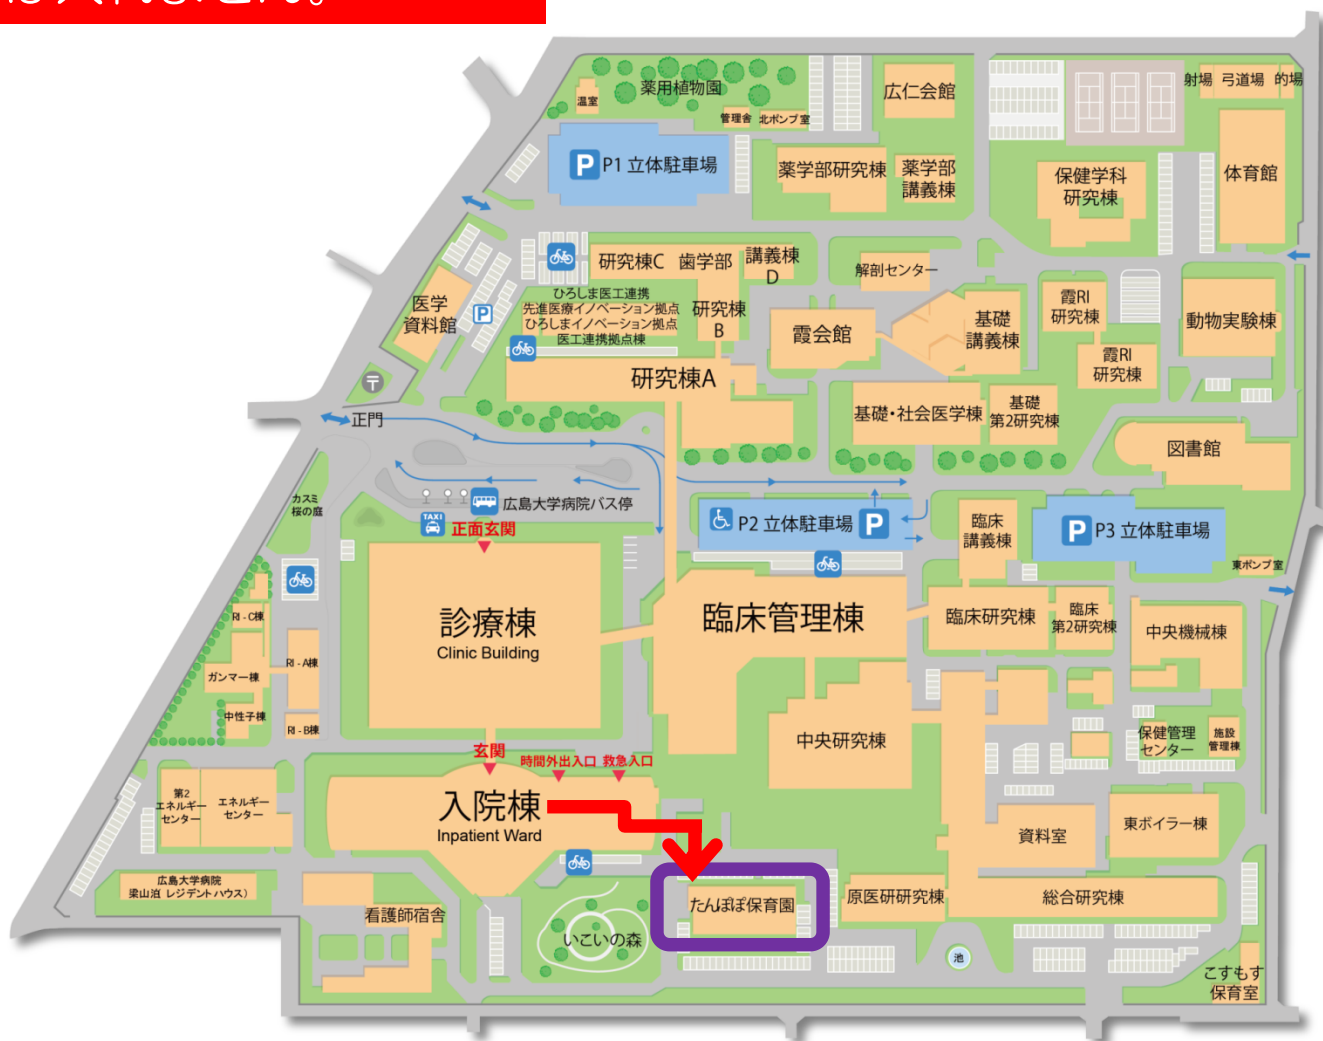 は入れません。
薬用植物園
温室
管理舎
北ポンプ室
広仁会館
射場
弓道場
的場
P
P1 立体駐車場
薬学部研究棟
薬学部
講義棟
保健学科
研究棟
体育館
研究棟C
歯学部
講義棟
D
解剖センター
医学
資料館
P
ひろしま医工連携
先進医療イノベーション拠点
ひろしまイノベーション拠点
医工連携拠点棟
研究棟
B
霞会館
基礎
講義棟
霞RI
研究棟
動物実験棟
霞RI
研究棟
〒
研究棟A
正門
基礎・社会医学棟
基礎
第2研究棟
図書館
カスミ
桜の庭
広島大学病院バス停
TAXI
正面玄関
P2 立体駐車場
P
臨床
講義棟
P
P3 立体駐車場
東ポンプ室
診療棟
Clinic Building
臨床管理棟
臨床研究棟
臨床
第2研究棟
中央機械棟
RI - C棟
RI - A棟
ガンマー棟
中性子棟
RI - B棟
中央研究棟
保健管理
センター
施設
管理棟
玄関
時間外出入口
救急入口
第2
エネルギー
センター
エネルギー
センター
入院棟
Inpatient Ward
資料室
東ボイラー棟
広島大学病院
梁山泊 レジデントハウス）
看護師宿舎
いこいの森
たんぽぽ保育園
原医研研究棟
総合研究棟
池
こすもす
保育室